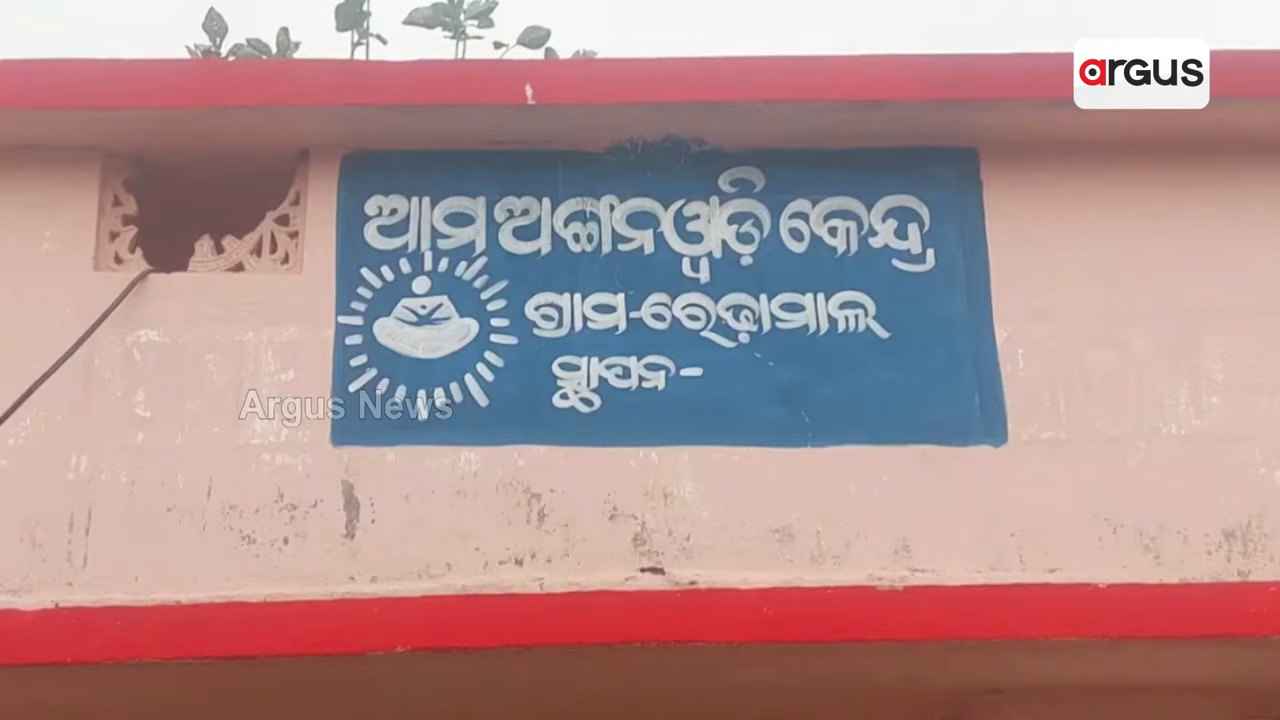 argus
ଆମ ଅଙ୍ଗନୱାଡ଼ି କେନ୍ଦ୍ର
ଗ୍ରାମ-ରେଢ଼ାମାଲ୍
ସ୍ଥାପନ-
Argus News